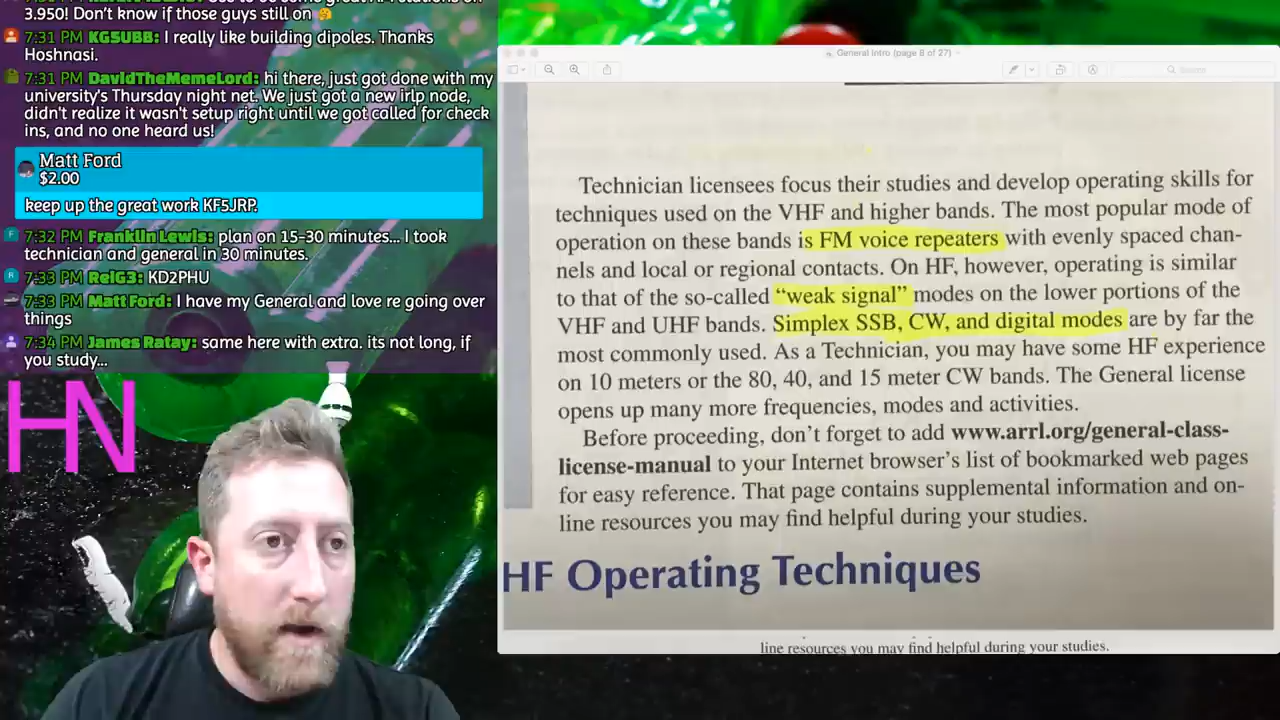 3.950! Don't know if those guys still on
7:31 PM KG5UBB: I really like building dipoles. Thanks
Hoshnasi.
7:31 PM DavidTheMemeLord: hi there, just got done with my
university's Thursday night net. We just got a new irlp node,
didn't realize it wasn't setup right until we got called for check
ins, and no one heard us!
Matt Ford
$2.00
keep up the great work KF5JRP.
7:32 PM Franklin Lewis: plan on 15-30 minutes... I took
technician and general in 30 minutes.
7:33 PM ReiG3: KD2PHU
7:33 PM Matt Ford: I have my General and love re going over
things
7:34 PM James Ratay: same here with extra. its not long, if
you study...
HN
General Intro (page 8 of 27)
Search
Technician licensees focus their studies and develop operating skills for
techniques used on the VHF and higher bands. The most popular mode of
operation on these bands is FM voice repeaters with evenly spaced chan-
nels and local or regional contacts. On HF, however, operating is similar
to that of the so-called “weak signal” modes on the lower portions of the
VHF and UHF bands. Simplex SSB, CW, and digital modes are by far the
most commonly used. As a Technician, you may have some HF experience
on 10 meters or the 80, 40, and 15 meter CW bands. The General license
opens up many more frequencies, modes and activities.
Before proceeding, don't forget to add www.arrl.org/general-class-
license-manual to your Internet browser's list of bookmarked web pages
for easy reference. That page contains supplemental information and on-
line resources you may find helpful during your studies.
HF Operating Techniques
line resources you may find helpful during your studies.